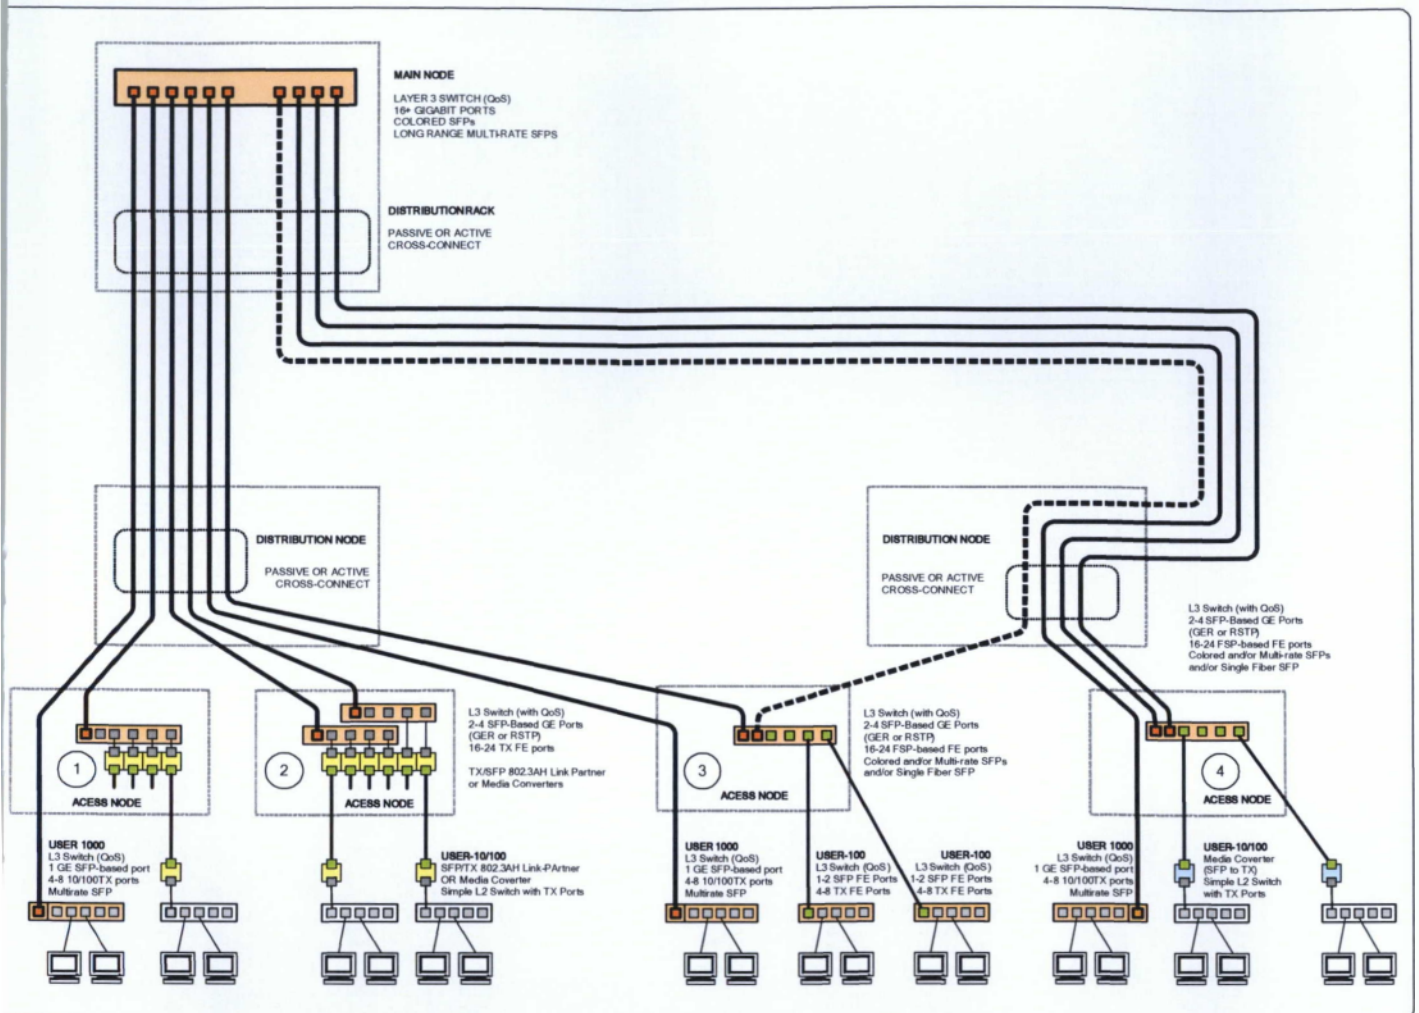 MAIN NODE
LAYER 3 SWITCH (QoS)
16+ GIGABIT PORTS
COLORED SFPs
LONG RANGE MULTI-RATE SFPS
DISTRIBUTION RACK
PASSIVE OR ACTIVE
CROSS-CONNECT
DISTRIBUTION NODE
PASSIVE OR ACTIVE
CROSS-CONNECT
DISTRIBUTION NODE
PASSIVE OR ACTIVE
CROSS-CONNECT
L3 Switch (with QoS)
2-4 SFP-Based GE Ports
(GER or RSTP)
16-24 FSP-based FE ports
Colored and/or Multi-rate SFPs
and/or Single Fiber SFP
1
ACESS NODE
2
ACESS NODE
L3 Switch (with QoS)
2-4 SFP-Based GE Ports
(GER or RSTP)
16-24 TX FE ports
TX/SFP 802.3AH Link Partner
or Media Converters
3
ACESS NODE
L3 Switch (with QoS)
2-4 SFP-Based GE Ports
(GER or RSTP)
16-24 FSP-based FE ports
Colored and/or Multi-rate SFPs
and/or Single Fiber SFP
4
ACESS NODE
USER 1000
L3 Switch (QoS)
1 GE SFP-based port
4-8 10/100TX ports
Multirate SFP
USER-10/100
SFP/TX 802.3AH Link-Partner
OR Media Coverter
Simple L2 Switch with TX Ports
USER 1000
L3 Switch (QoS)
1 GE SFP-based port
4-8 10/100TX ports
Multirate SFP
USER-100
L3 Switch (QoS)
1-2 SFP FE Ports
4-8 TX FE Ports
USER-100
L3 Switch (QoS)
1-2 SFP FE Ports
4-8 TX FE Ports
USER 1000
L3 Switch (QoS)
1 GE SFP-based port
4-8 10/100TX ports
Multirate SFP
USER-10/100
Media Coverter
(SFP to TX)
Simple L2 Switch
with TX Ports